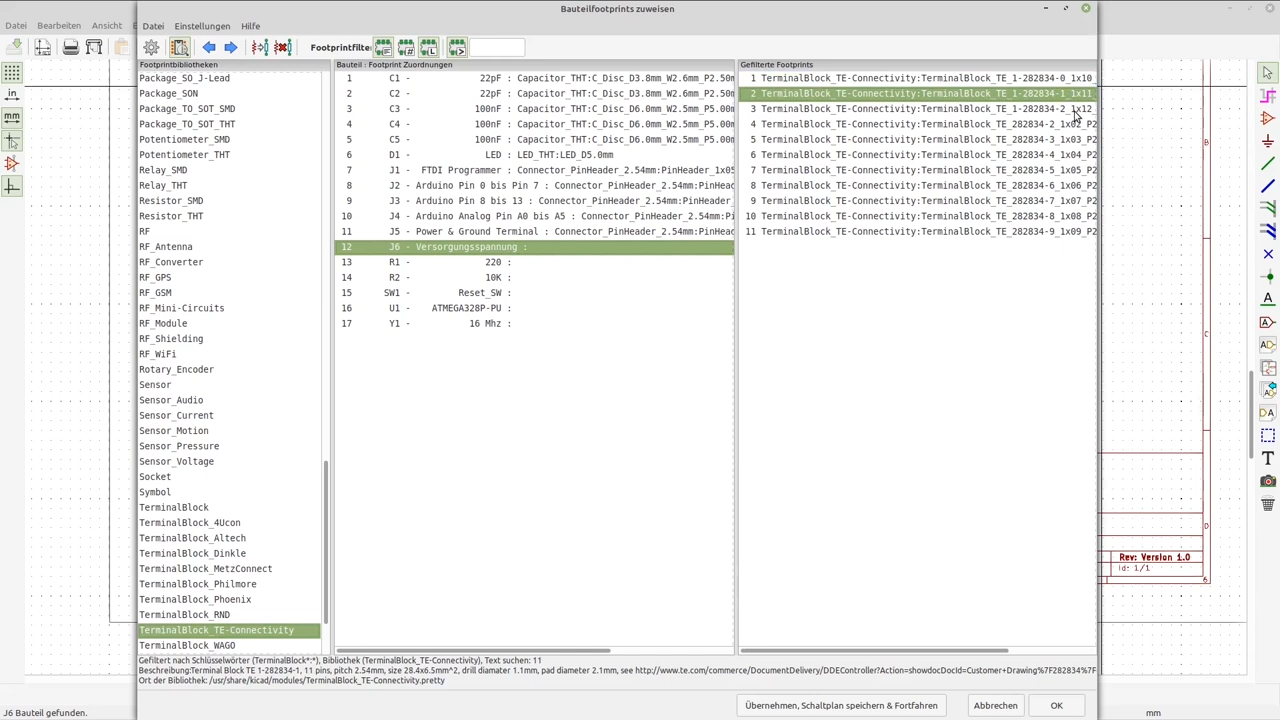 Bauteilfootprints zuweisen
Datei Bearbeiten Ansicht
Datei Einstellungen Hilfe
Footprintfilter
Footprintbibliotheken
Package_SO_J-Lead
Package_SON
Package_TO_SOT_SMD
Package_TO_SOT_THT
Potentiometer_SMD
Potentiometer_THT
Relay_SMD
Relay_THT
Resistor_SMD
Resistor_THT
RF
RF_Antenna
RF_Converter
RF_GPS
RF_GSM
RF_Mini-Circuits
RF_Module
RF_Shielding
RF_WiFi
Rotary_Encoder
Sensor
Sensor_Audio
Sensor_Current
Sensor_Motion
Sensor_Pressure
Sensor_Voltage
Socket
Symbol
TerminalBlock
TerminalBlock_4Ucon
TerminalBlock_Altech
TerminalBlock_Dinkle
TerminalBlock_MetzConnect
TerminalBlock_Philmore
TerminalBlock_Phoenix
TerminalBlock_RND
TerminalBlock_TE-Connectivity
TerminalBlock_WAGO
Bauteil : Footprint Zuordnungen
1 C1 - 22pF : Capacitor_THT:C_Disc_D3.8mm_W2.6mm_P2.50m
2 C2 - 22pF : Capacitor_THT:C_Disc_D3.8mm_W2.6mm_P2.50m
3 C3 - 100nF : Capacitor_THT:C_Disc_D6.0mm_W2.5mm_P5.00m
4 C4 - 100nF : Capacitor_THT:C_Disc_D6.0mm_W2.5mm_P5.00m
5 C5 - 100nF : Capacitor_THT:C_Disc_D6.0mm_W2.5mm_P5.00m
6 D1 - LED : LED_THT:LED_D5.0mm
7 J1 - FTDI Programmer : Connector_PinHeader_2.54mm:PinHeader_1x05
8 J2 - Arduino Pin 0 bis Pin 7 : Connector_PinHeader_2.54mm:PinHead
9 J3 - Arduino Pin 8 bis 13 : Connector_PinHeader_2.54mm:PinHeade
10 J4 - Arduino Analog Pin A0 bis A5 : Connector_PinHeader_2.54mm:Pi
11 J5 - Power & Ground Terminal : Connector_PinHeader_2.54mm:PinHead
12 J6 - Versorgungsspannung :
13 R1 - 220 :
14 R2 - 10K :
15 SW1 - Reset_SW :
16 U1 - ATMEGA328P-PU :
17 Y1 - 16 Mhz :
Gefilterte Footprints
1 TerminalBlock_TE-Connectivity:TerminalBlock_TE_1-282834-0_1x10
2 TerminalBlock_TE-Connectivity:TerminalBlock_TE_1-282834-1_1x11
3 TerminalBlock_TE-Connectivity:TerminalBlock_TE_1-282834-2_1x12
4 TerminalBlock_TE-Connectivity:TerminalBlock_TE_282834-2_1x02_P2
5 TerminalBlock_TE-Connectivity:TerminalBlock_TE_282834-3_1x03_P2
6 TerminalBlock_TE-Connectivity:TerminalBlock_TE_282834-4_1x04_P2
7 TerminalBlock_TE-Connectivity:TerminalBlock_TE_282834-5_1x05_P2
8 TerminalBlock_TE-Connectivity:TerminalBlock_TE_282834-6_1x06_P2
9 TerminalBlock_TE-Connectivity:TerminalBlock_TE_282834-7_1x07_P2
10 TerminalBlock_TE-Connectivity:TerminalBlock_TE_282834-8_1x08_P2
11 TerminalBlock_TE-Connectivity:TerminalBlock_TE_282834-9_1x09_P2
Gefiltert nach Schlüsselwörter (TerminalBlock*:*), Bibliothek (TerminalBlock_TE-Connectivity), Text suchen: 11
Beschreibung:Terminal Block TE 1-282834-1, 11 pins, pitch 2.54mm, size 28.4x6.5mm^2, drill diamater 1.1mm, pad diameter 2.1mm, see http://www.te.com/commerce/DocumentDelivery/DDEController?Action=showdocDocId=Customer+Drawing%7F282834%7F
Ort der Bibliothek: /usr/share/kicad/modules/TerminalBlock_TE-Connectivity.pretty
Übernehmen, Schaltplan speichern & Fortfahren Abbrechen OK
in
mm
B
C
D
Rev: Version 1.0
Id: 1/1
6
J6 Bauteil gefunden.
mm